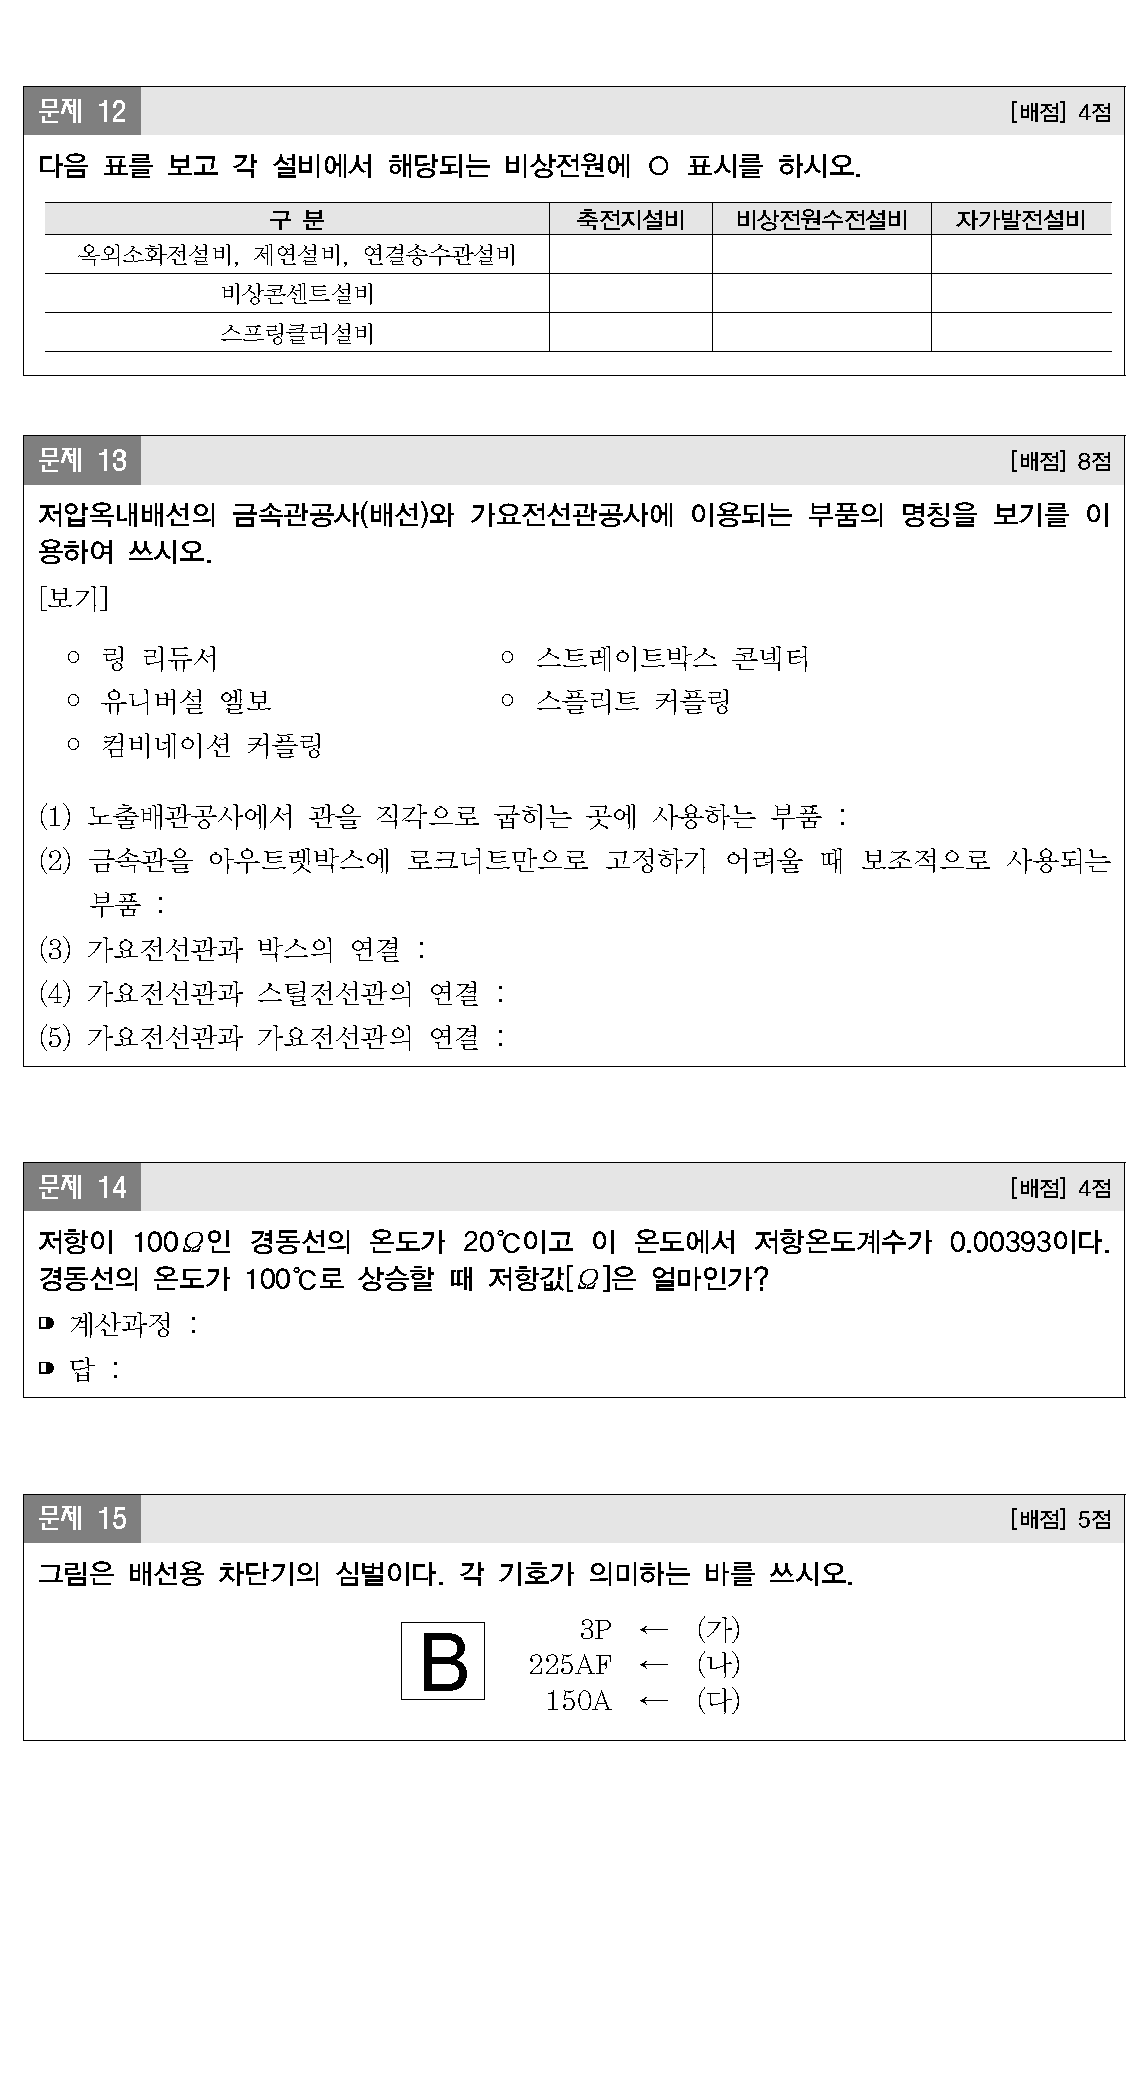 문제 12
[배점] 4점
다음 표를 보고 각 설비에서 해당되는 비상전원에 ○ 표시를 하시오.
구 분 축전지설비 비상전원수전설비 자가발전설비
옥외소화전설비, 제연설비, 연결송수관설비
비상콘센트설비
스프링클러설비
문제 13
[배점] 8점
저압옥내배선의 금속관공사(배선)와 가요전선관공사에 이용되는 부품의 명칭을 보기를 이
용하여 쓰시오.
[보기]
○ 링 리듀서
○ 스트레이트박스 콘넥터
○ 유니버설 엘보
○ 스플리트 커플링
○ 컴비네이션 커플링
(1) 노출배관공사에서 관을 직각으로 굽히는 곳에 사용하는 부품 :
(2) 금속관을 아우트렛박스에 로크너트만으로 고정하기 어려울 때 보조적으로 사용되는
부품 :
(3) 가요전선관과 박스의 연결 :
(4) 가요전선관과 스틸전선관의 연결 :
(5) 가요전선관과 가요전선관의 연결 :
문제 14
[배점] 4점
저항이 100Ω인 경동선의 온도가 20℃이고 이 온도에서 저항온도계수가 0.00393이다.
경동선의 온도가 100℃로 상승할 때 저항값[Ω]은 얼마인가?
계산과정 :
답 :
문제 15
[배점] 5점
그림은 배선용 차단기의 심벌이다. 각 기호가 의미하는 바를 쓰시오.
B
3P ← (가)
225AF ← (나)
150A ← (다)